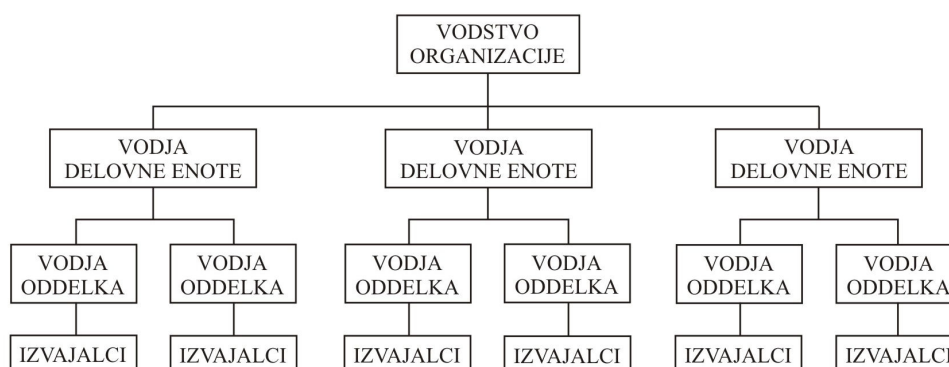 VODSTVO
ORGANIZACIJE
VODJA
DELOVNE ENOTE
VODJA
DELOVNE ENOTE
VODJA
DELOVNE ENOTE
VODJA
ODDELKA
VODJA
ODDELKA
VODJA
ODDELKA
VODJA
ODDELKA
VODJA
ODDELKA
VODJA
ODDELKA
IZVAJALCI
IZVAJALCI
IZVAJALCI
IZVAJALCI
IZVAJALCI
IZVAJALCI